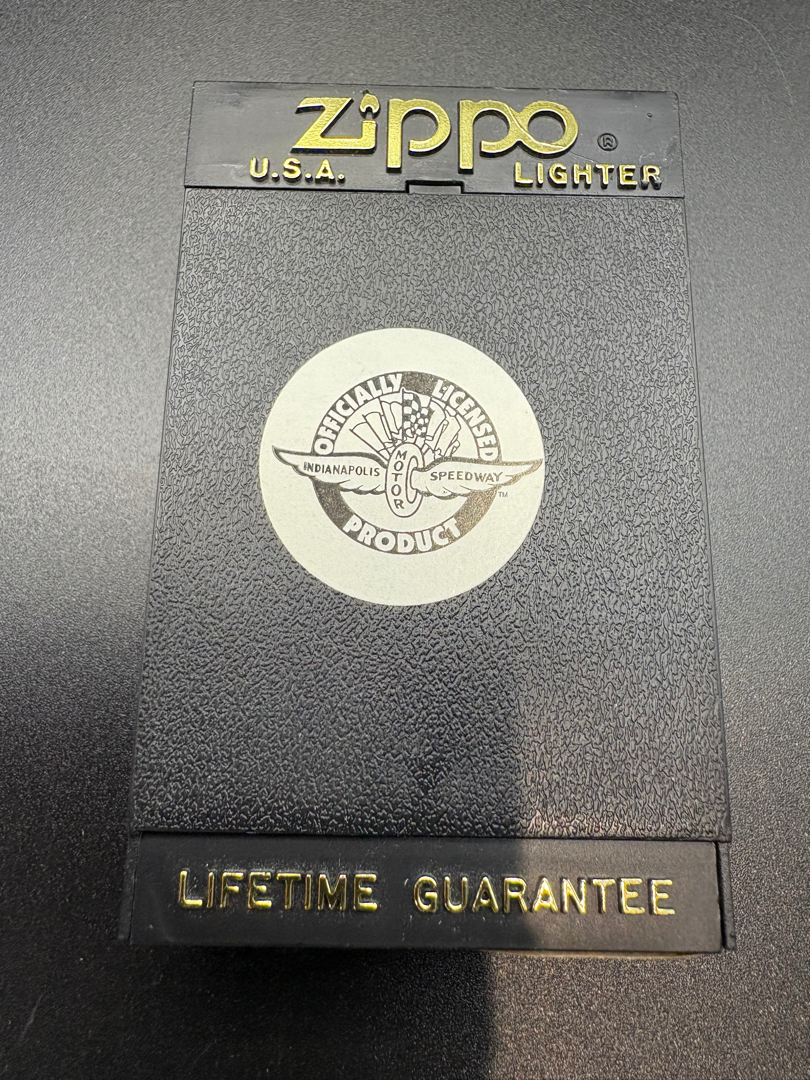 Zippo ®
U.S.A. LIGHTER
OFFICIALLY LICENSED
INDIANAPOLIS MOTOR SPEEDWAY ™
PRODUCT
LIFETIME GUARANTEE